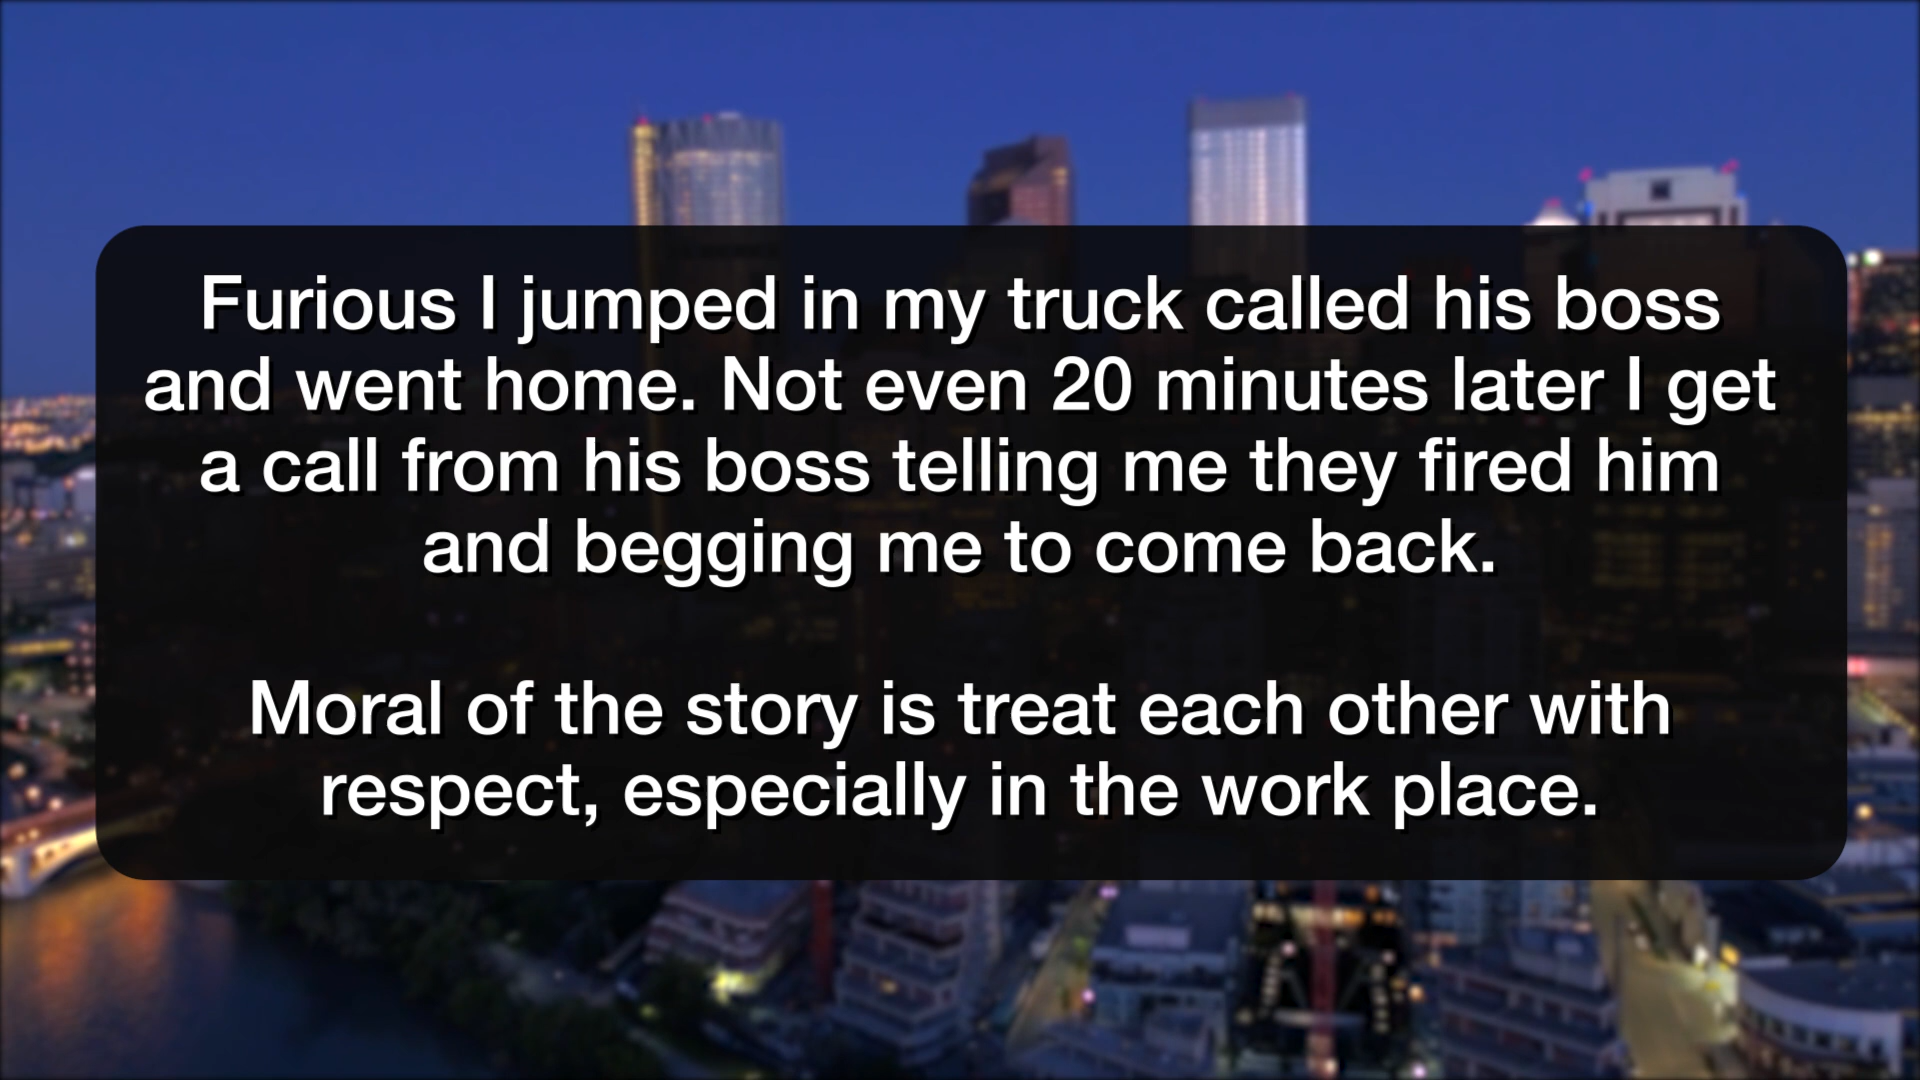 Furious I jumped in my truck called his boss
and went home. Not even 20 minutes later I get
a call from his boss telling me they fired him
and begging me to come back.
Moral of the story is treat each other with
respect, especially in the work place.